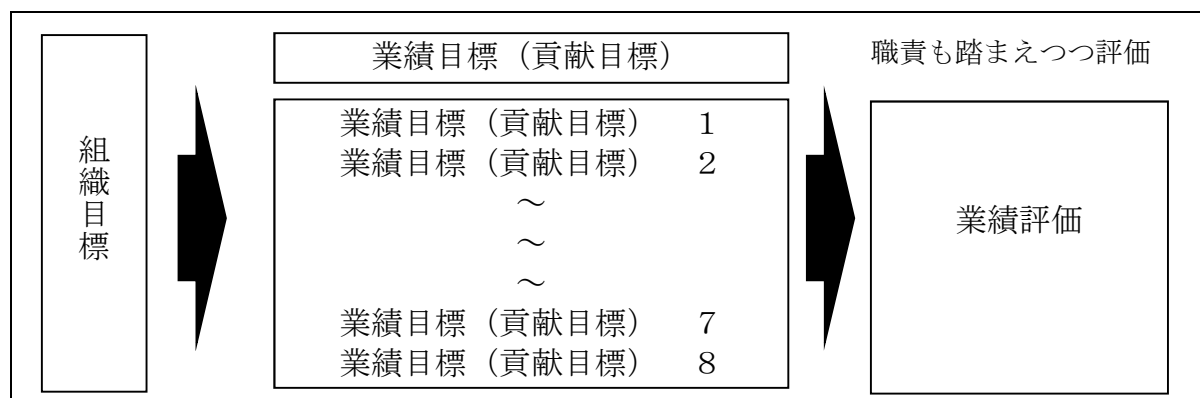 組織目標
業績目標（貢献目標）
業績目標（貢献目標）　１
業績目標（貢献目標）　２
～
～
～
業績目標（貢献目標）　７
業績目標（貢献目標）　８
職責も踏まえつつ評価
業績評価